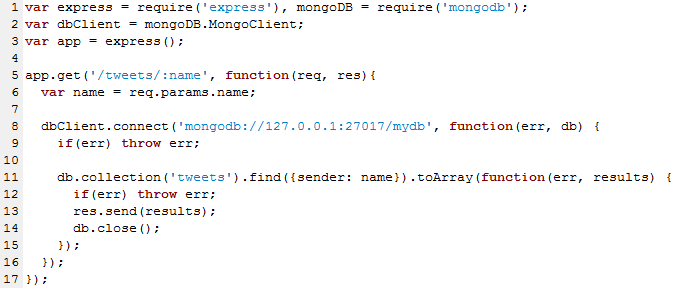 1 var express = require('express'), mongoDB = require('mongodb');
2 var dbClient = mongoDB.MongoClient;
3 var app = express();
4
5 app.get('/tweets/:name', function(req, res){
6   var name = req.params.name;
7
8   dbClient.connect('mongodb://127.0.0.1:27017/mydb', function(err, db) {
9     if(err) throw err;
10
11     db.collection('tweets').find({sender: name}).toArray(function(err, results) {
12       if(err) throw err;
13       res.send(results);
14       db.close();
15     });
16   });
17 });